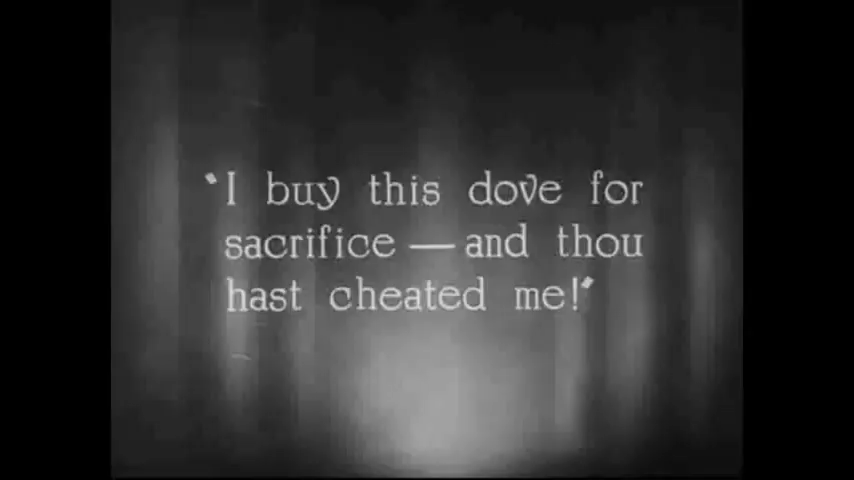 "I buy this dove for
sacrifice — and thou
hast cheated me!"